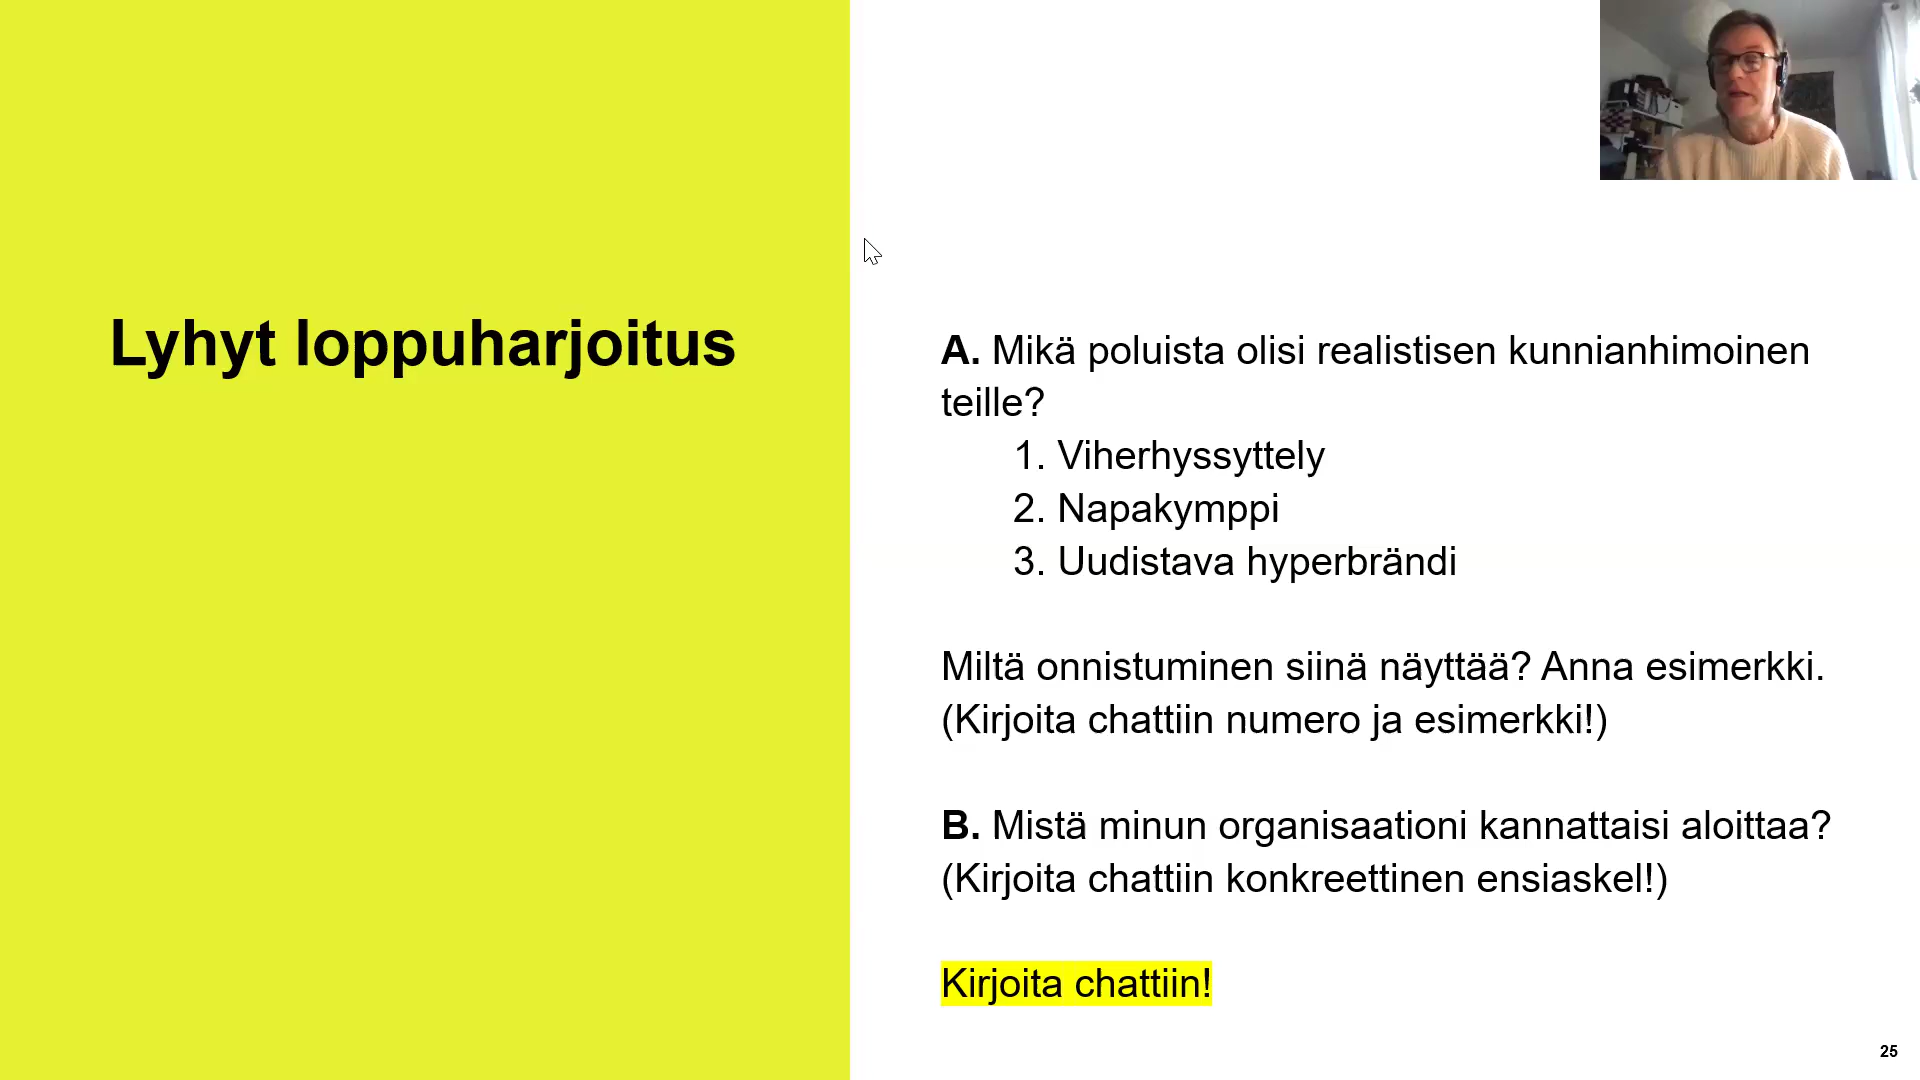 Lyhyt loppuharjoitus
A. Mikä poluista olisi realistisen kunnianhimoinen
teille?
1. Viherhyssyttely
2. Napakymppi
3. Uudistava hyperbrändi
Miltä onnistuminen siinä näyttää? Anna esimerkki.
(Kirjoita chattiin numero ja esimerkki!)
B. Mistä minun organisaationi kannattaisi aloittaa?
(Kirjoita chattiin konkreettinen ensiaskel!)
Kirjoita chattiin!
25